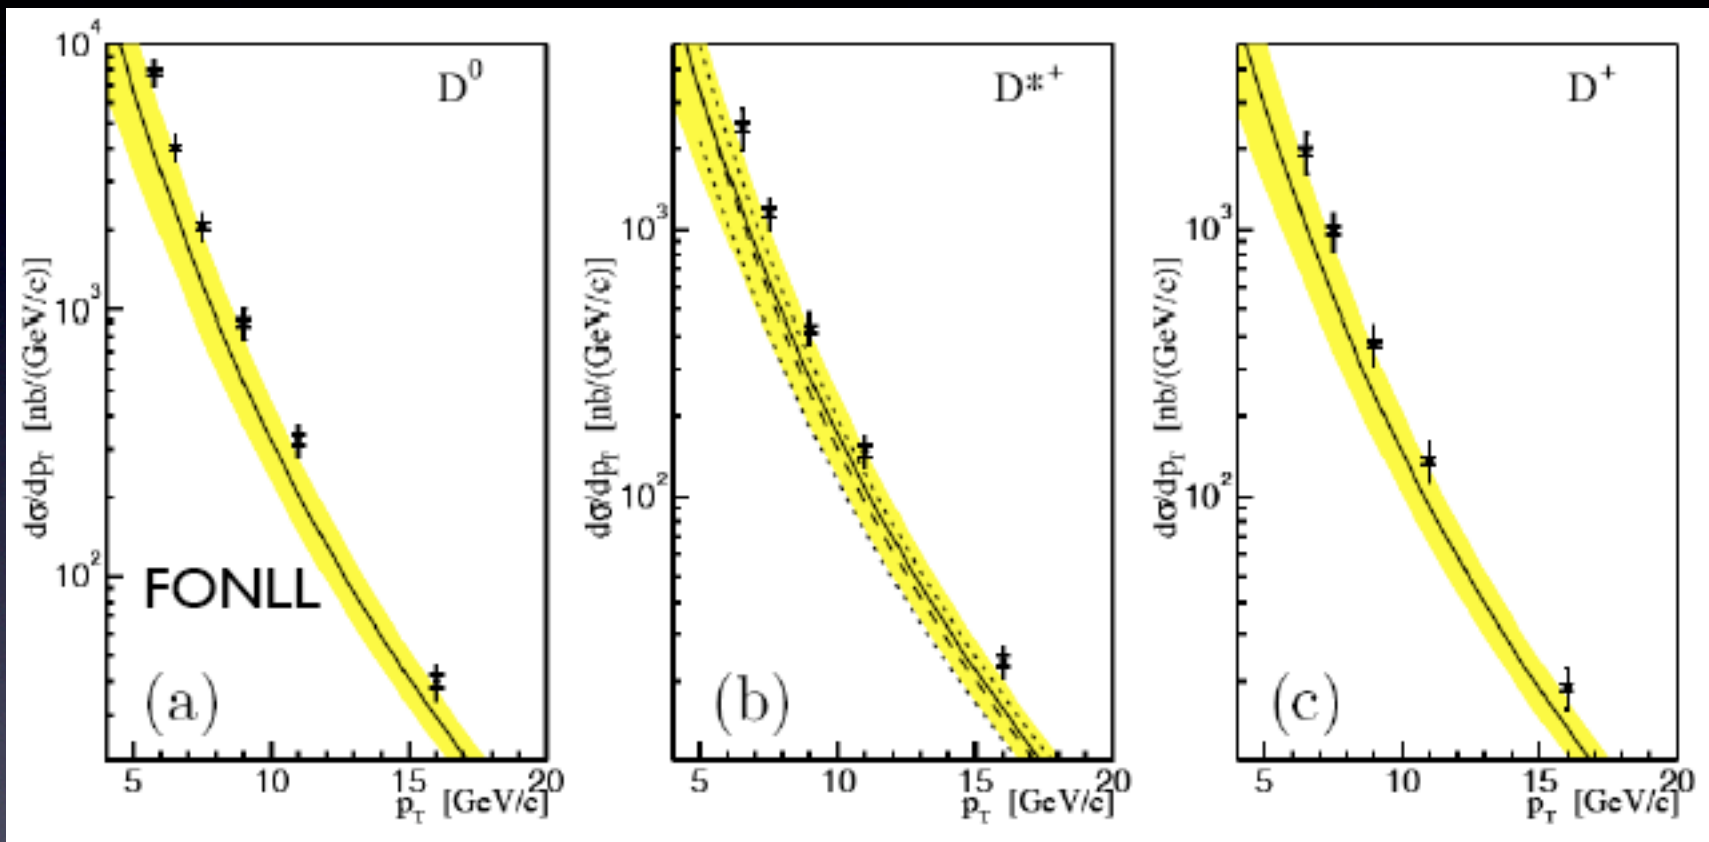 10^4
D^0
D*^+
D^+
10^3
10^3
10^3
10^2
10^2
10^2
dσ/dp_T [nb/(GeV/c)]
dσ/dp_T [nb/(GeV/c)]
dσ/dp_T [nb/(GeV/c)]
FONLL
(a)
(b)
(c)
5 10 15 20
5 10 15 20
5 10 15 20
p_T [GeV/c]
p_T [GeV/c]
p_T [GeV/c]